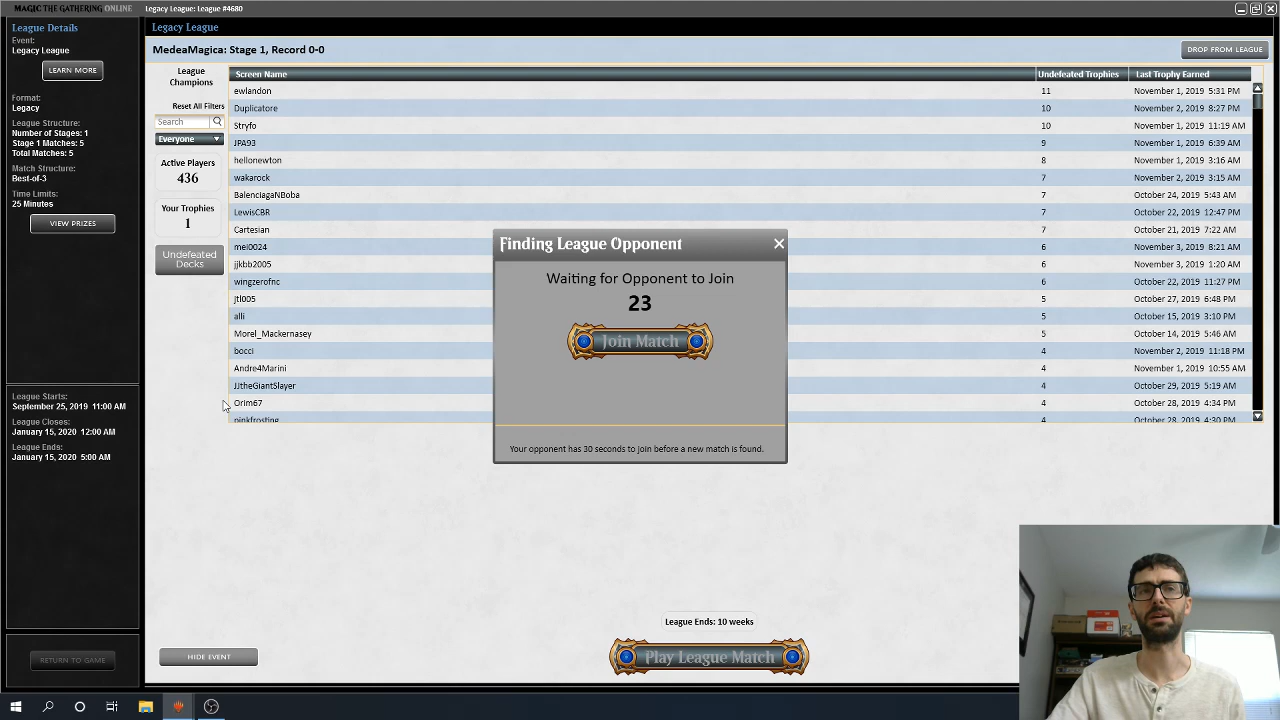 MAGIC THE GATHERING ONLINE
Legacy League: League #4680
League Details
Event:
Legacy League
LEARN MORE
Format:
Legacy
League Structure:
Number of Stages: 1
Stage 1 Matches: 5
Total Matches: 5
Match Structure:
Best-of-3
Time Limits:
25 Minutes
VIEW PRIZES
League Starts:
September 25, 2019 11:00 AM
League Closes:
January 15, 2020 12:00 AM
League Ends:
January 15, 2020 5:00 AM
RETURN TO GAME
Legacy League
MedeaMagica: Stage 1, Record 0-0
DROP FROM LEAGUE
League
Champions
Reset All Filters
Search
Everyone
Active Players
436
Your Trophies
1
Undefeated
Decks
Screen Name Undefeated Trophies Last Trophy Earned
ewlandon 11 November 1, 2019 5:31 PM
Duplicatore 10 November 2, 2019 8:27 PM
Stryfo 10 November 1, 2019 11:19 AM
JPA93 9 November 1, 2019 6:39 AM
hellonewton 8 November 1, 2019 3:16 AM
wakarock 7 November 2, 2019 3:15 AM
BalenciagaNBoba 7 October 24, 2019 5:43 AM
LewisCBR 7 October 22, 2019 12:47 PM
Cartesian 7 October 21, 2019 7:22 AM
mei0024 6 November 3, 2019 8:21 AM
jjkbb2005 6 November 3, 2019 1:20 AM
wingzerofnc 6 October 22, 2019 11:27 PM
jtl005 5 October 27, 2019 6:48 PM
alli 5 October 15, 2019 3:10 PM
Morel_Mackernasey 5 October 14, 2019 5:46 AM
bocci 4 November 2, 2019 11:18 PM
Andre4Marini 4 November 1, 2019 10:55 AM
JJtheGiantSlayer 4 October 29, 2019 5:19 AM
Orim67 4 October 28, 2019 4:34 PM
pinkfrosting 4 October 28, 2019 4:30 PM
Finding League Opponent
Waiting for Opponent to Join
23
Join Match
Your opponent has 30 seconds to join before a new match is found.
League Ends: 10 weeks
HIDE EVENT
Play League Match